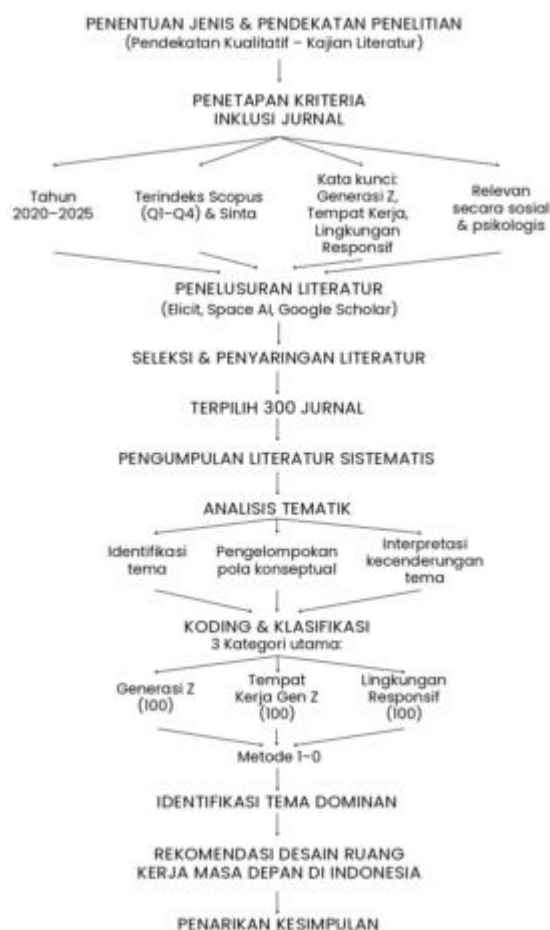 PENENTUAN JENIS & PENDEKATAN PENELITIAN
(Pendekatan Kualitatif – Kajian Literatur)
PENETAPAN KRITERIA
INKLUSI JURNAL
Tahun
2020–2025
Terindeks Scopus
(Q1–Q4) & Sinta
Kata kunci:
Generasi Z,
Tempat Kerja,
Lingkungan
Responsif
Relevan
secara sosial
& psikologis
PENELUSURAN LITERATUR
(Elicit, Space AI, Google Scholar)
SELEKSI & PENYARINGAN LITERATUR
TERPILIH 300 JURNAL
PENGUMPULAN LITERATUR SISTEMATIS
ANALISIS TEMATIK
Identifikasi
tema
Pengelompokan
pola konseptual
Interpretasi
kecenderungan
tema
KODING & KLASIFIKASI
3 Kategori utama:
Generasi Z
(100)
Tempat
Kerja Gen Z
(100)
Lingkungan
Responsif
(100)
Metode 1–0
IDENTIFIKASI TEMA DOMINAN
REKOMENDASI DESAIN RUANG
KERJA MASA DEPAN DI INDONESIA
PENARIKAN KESIMPULAN